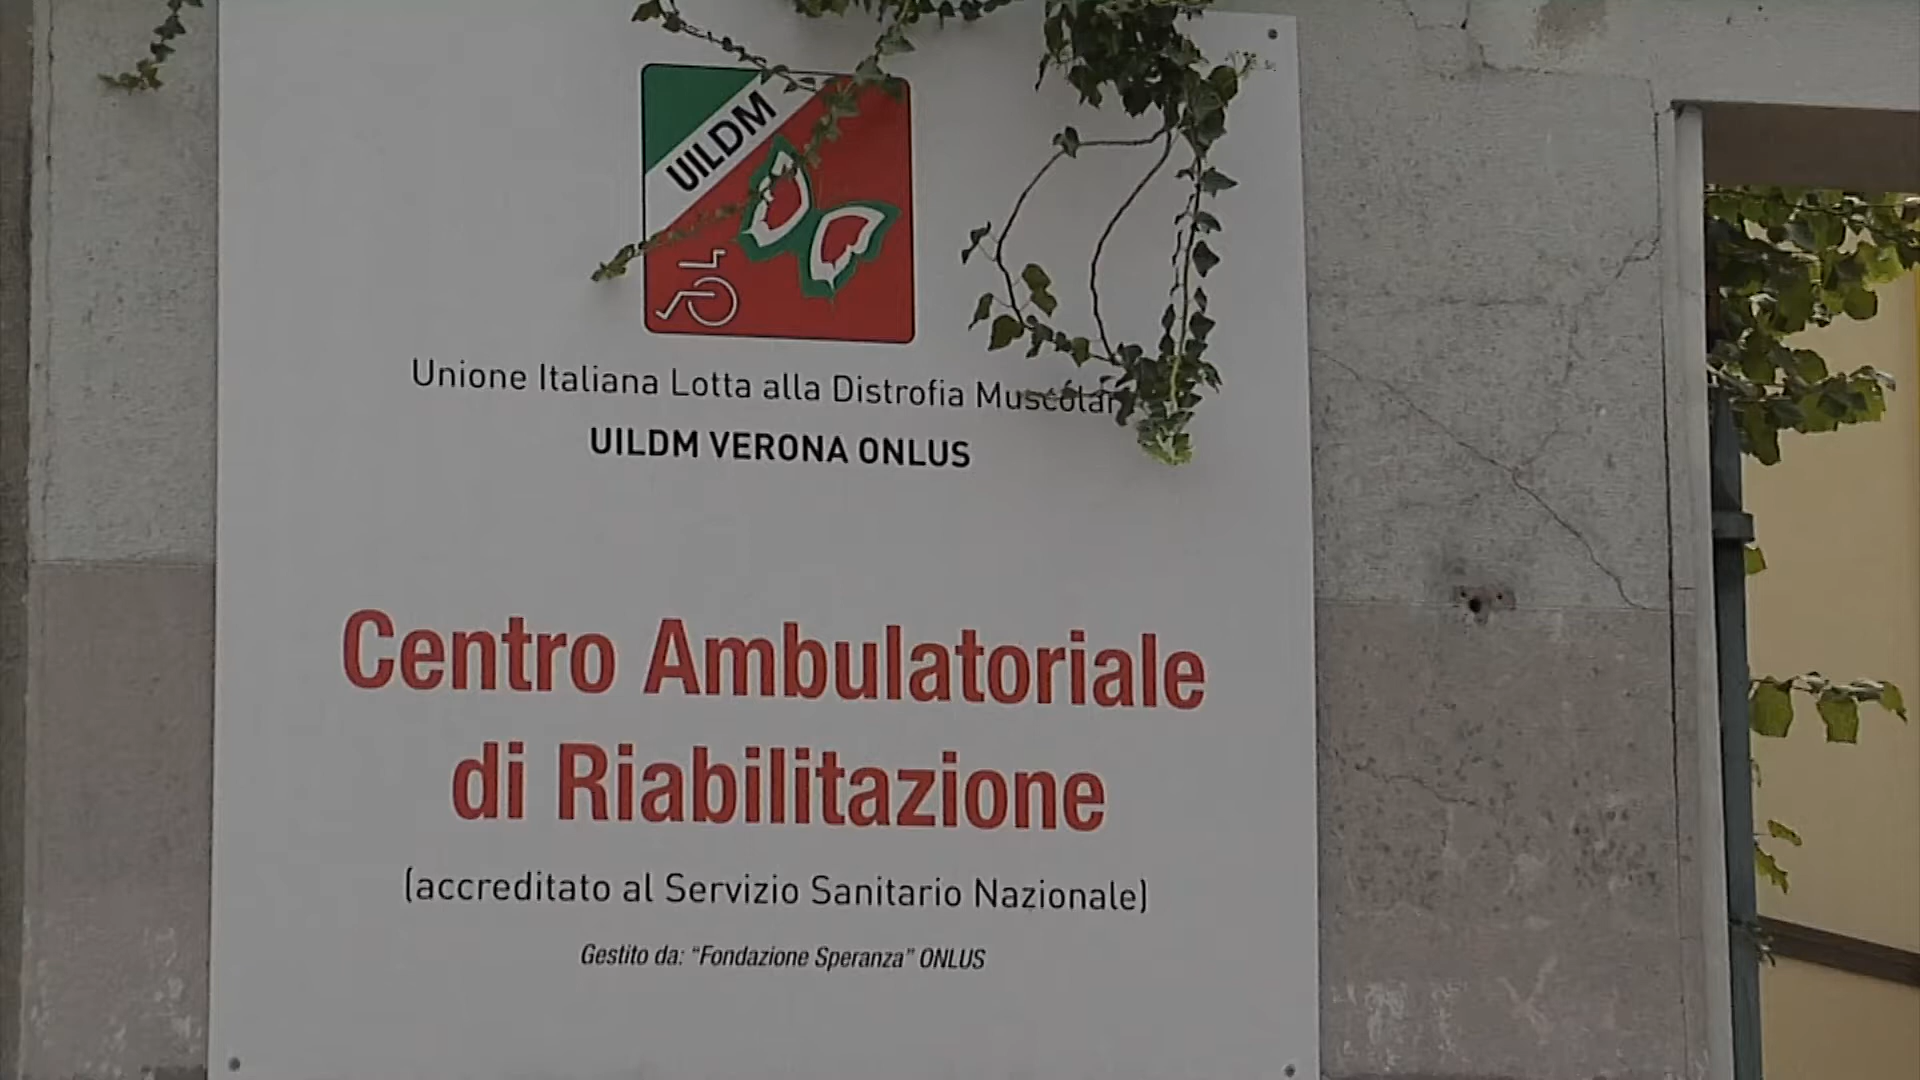 UILDM
Unione Italiana Lotta alla Distrofia Muscolar
UILDM VERONA ONLUS
Centro Ambulatoriale
di Riabilitazione
(accreditato al Servizio Sanitario Nazionale)
Gestito da: "Fondazione Speranza" ONLUS